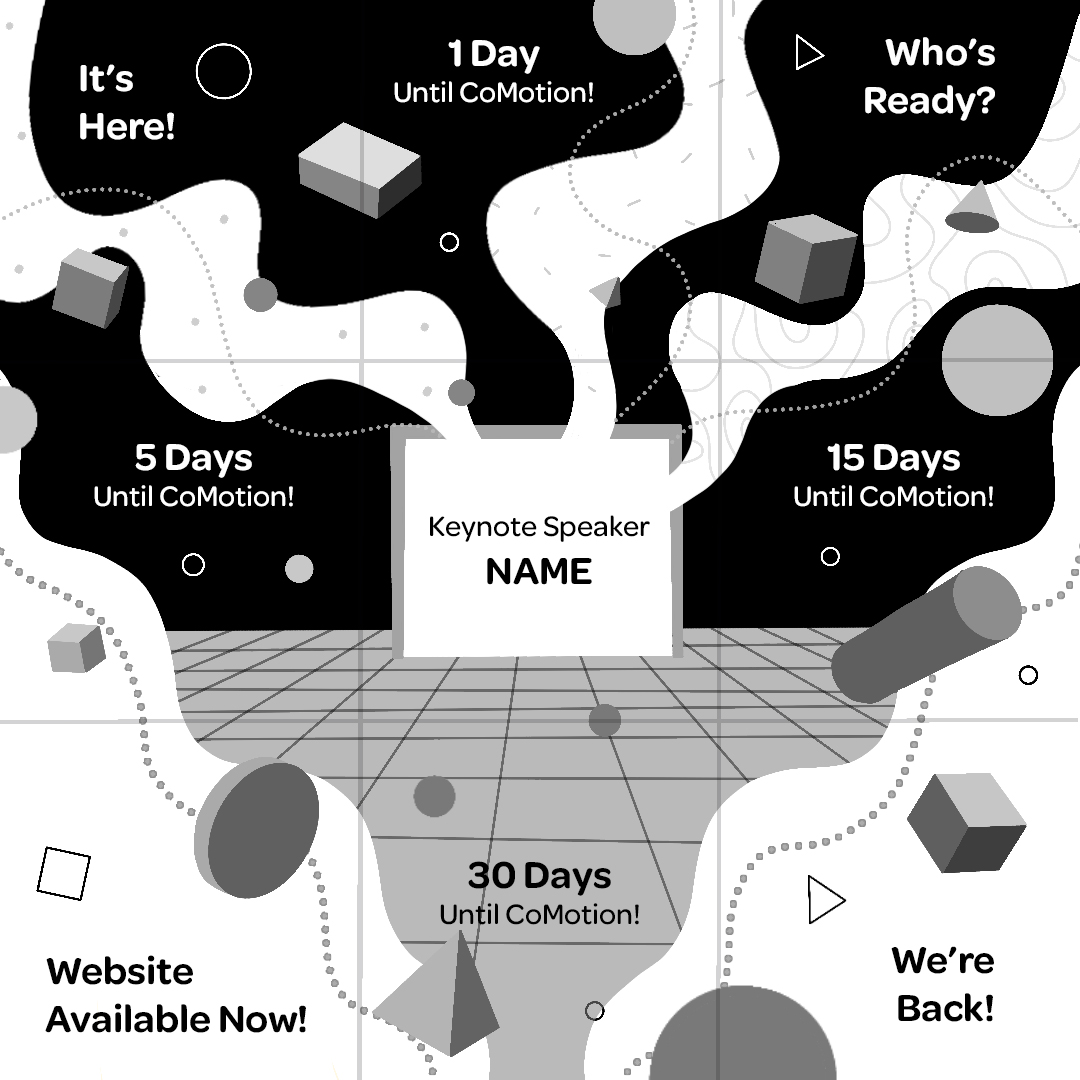 It's
Here!
1 Day
Until CoMotion!
Who's
Ready?
5 Days
Until CoMotion!
Keynote Speaker
NAME
15 Days
Until CoMotion!
Website
Available Now!
30 Days
Until CoMotion!
We're
Back!